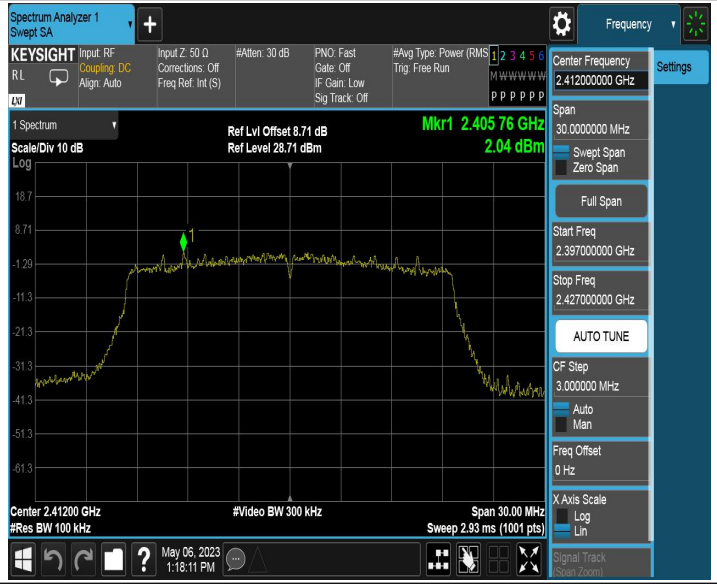 Spectrum Analyzer 1
Swept SA
Frequency
KEYSIGHT
RL
LXI
Input: RF
Coupling: DC
Align: Auto
Input Z: 50 Ω
Corrections: Off
Freq Ref: Int (S)
#Atten: 30 dB
PNO: Fast
Gate: Off
IF Gain: Low
Sig Track: Off
#Avg Type: Power (RMS
Trig: Free Run
1 2 3 4 5 6
M W W W W W
P P P P P P
Center Frequency
2.412000000 GHz
Settings
Span
30.0000000 MHz
Swept Span
Zero Span
Full Span
Start Freq
2.397000000 GHz
Stop Freq
2.427000000 GHz
AUTO TUNE
CF Step
3.000000 MHz
Auto
Man
Freq Offset
0 Hz
X Axis Scale
Log
Lin
Signal Track
(Span Zoom)
1 Spectrum
Scale/Div 10 dB
Log
Ref Lvl Offset 8.71 dB
Ref Level 28.71 dBm
Mkr1 2.405 76 GHz
2.04 dBm
18.7
8.71
1
-1.29
-11.3
-21.3
-31.3
-41.3
-51.3
-61.3
Center 2.41200 GHz
#Res BW 100 kHz
#Video BW 300 kHz
Span 30.00 MHz
Sweep 2.93 ms (1001 pts)
?
May 06, 2023
1:18:11 PM